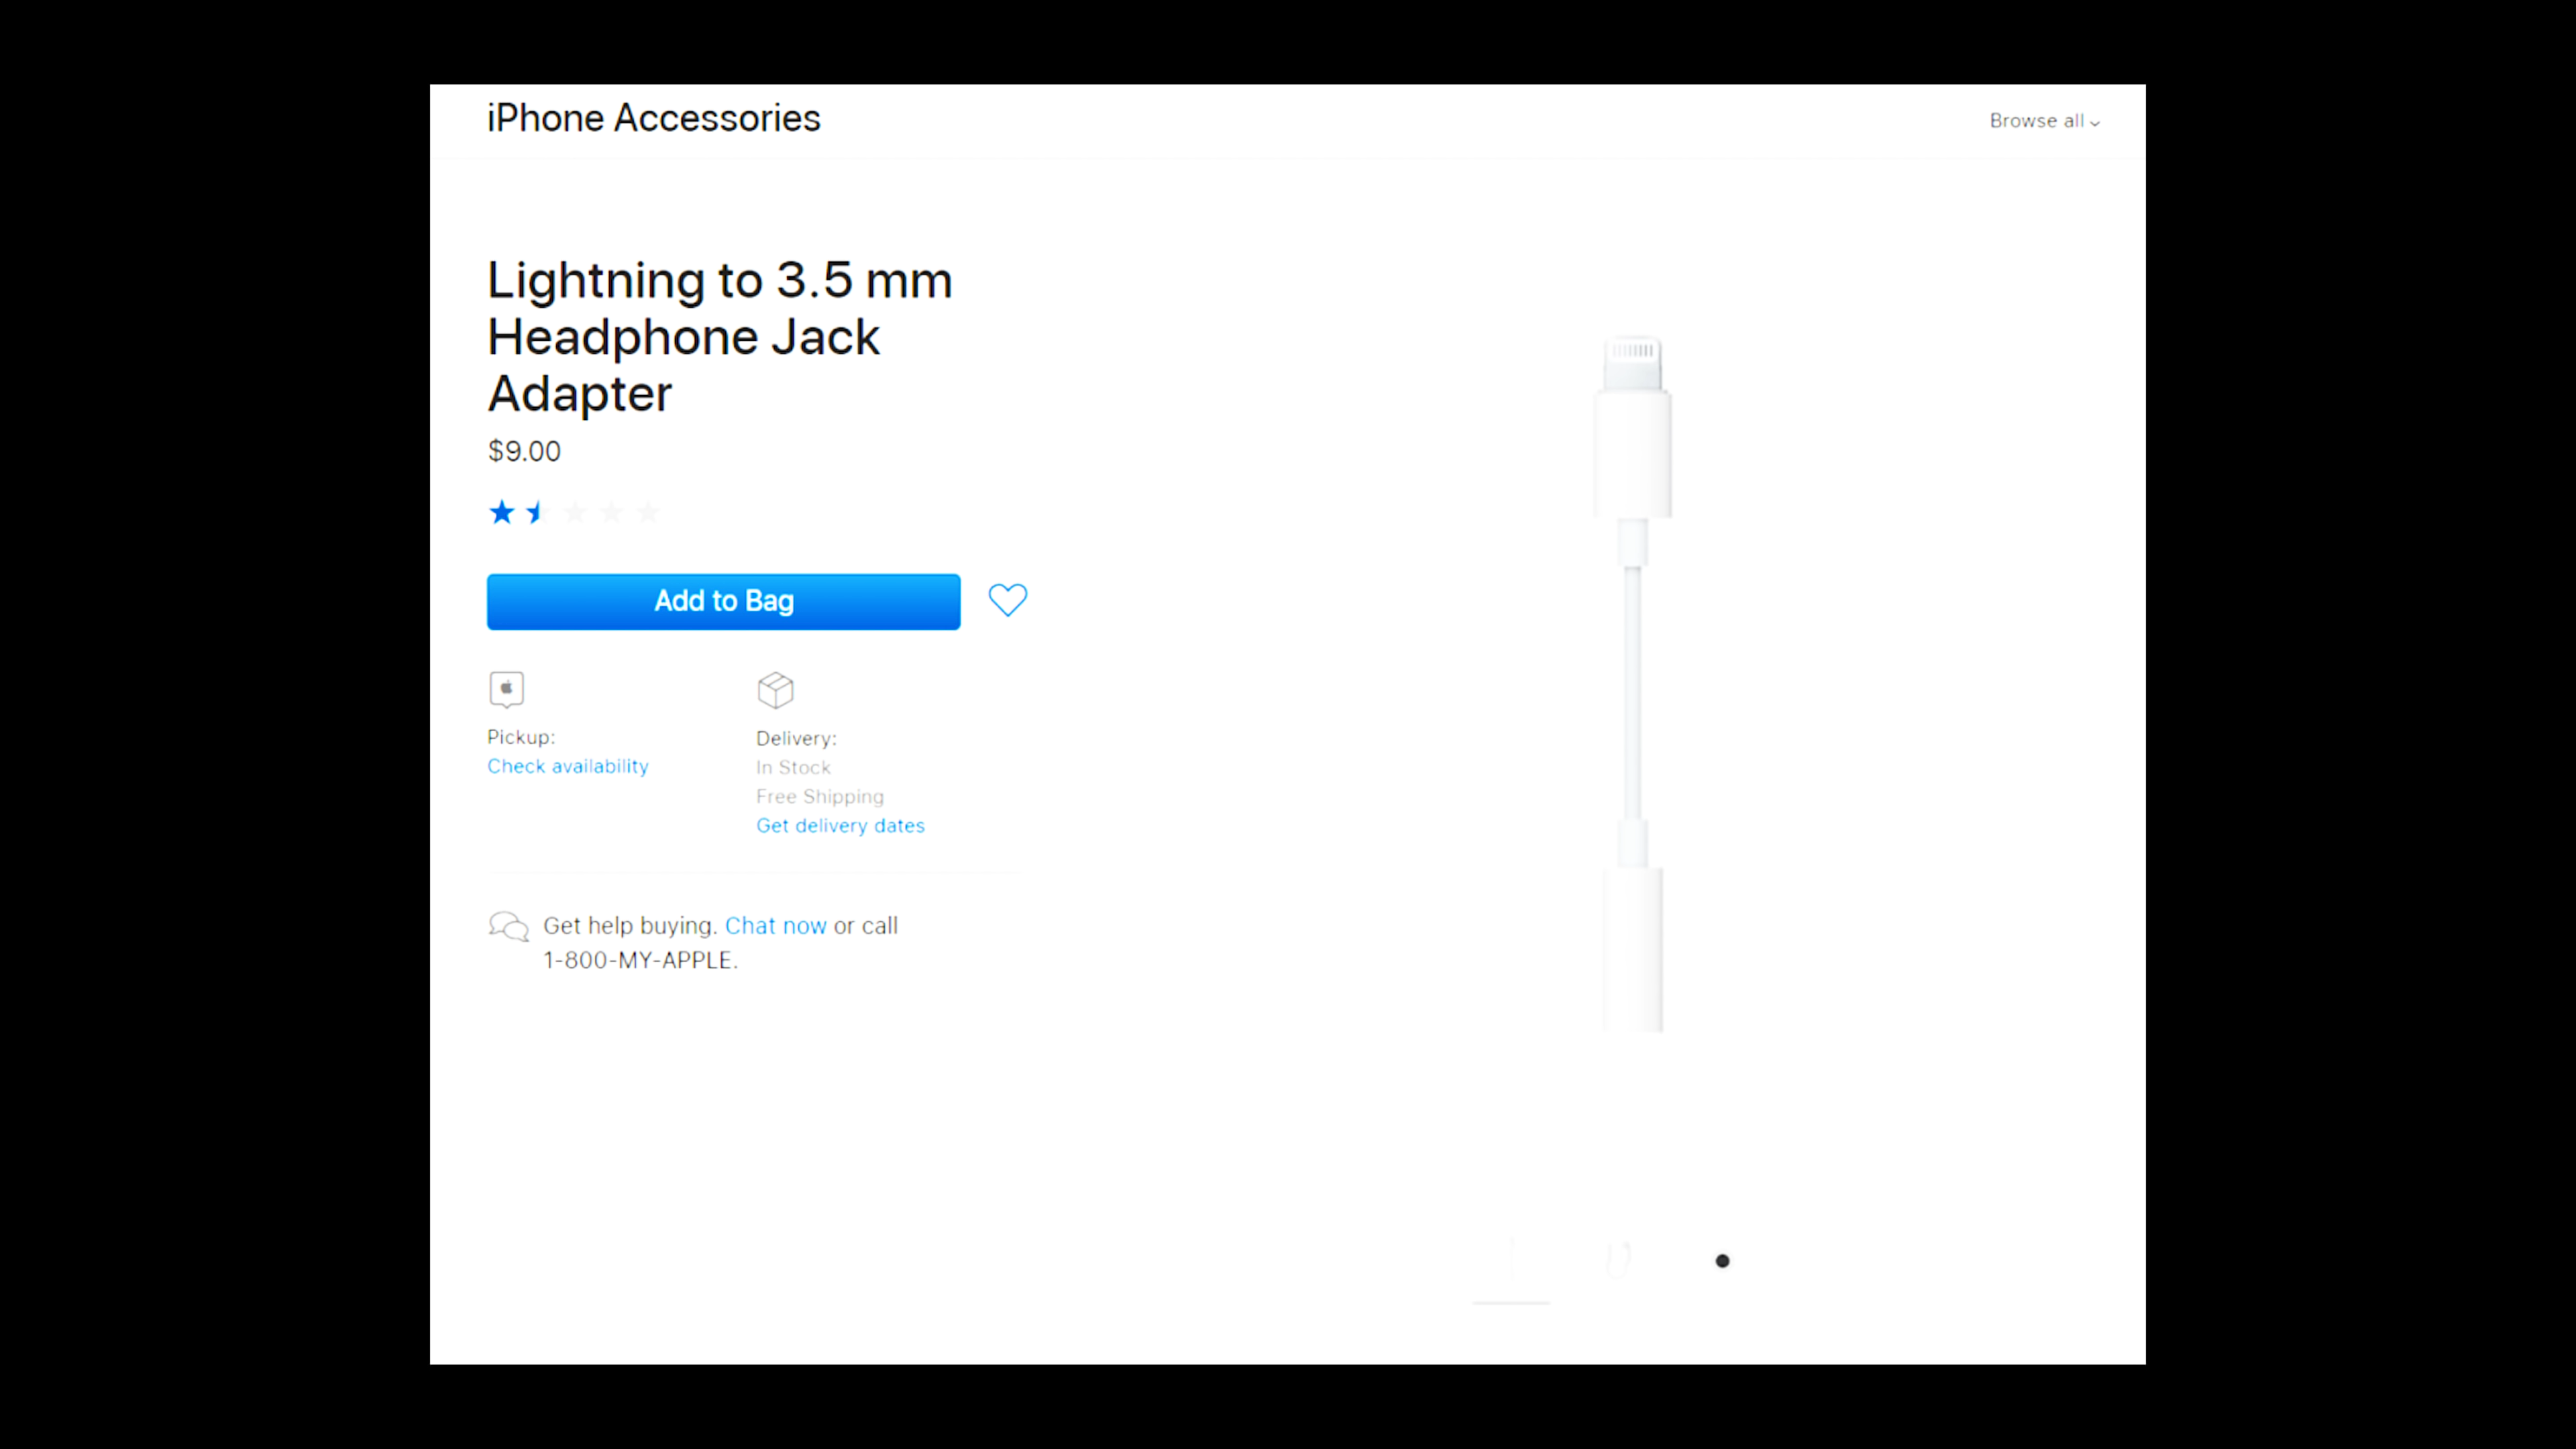 iPhone Accessories
Browse all
Lightning to 3.5 mm
Headphone Jack
Adapter
$9.00
Add to Bag
Pickup:
Check availability
Delivery:
In Stock
Free Shipping
Get delivery dates
Get help buying. Chat now or call
1-800-MY-APPLE.